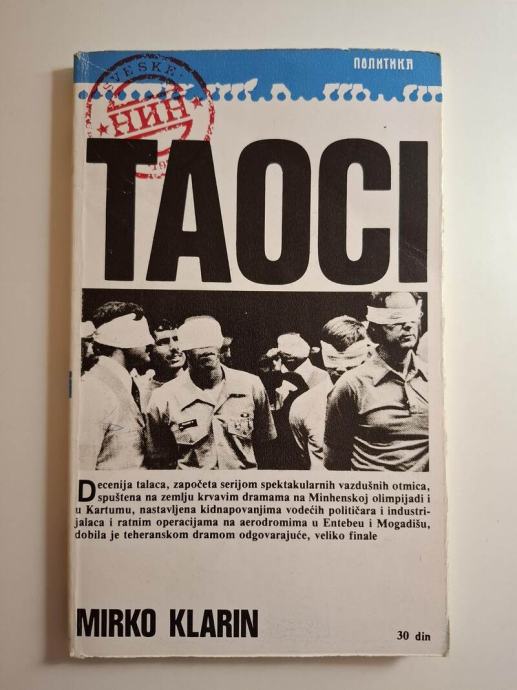 ПОЛИТИКА
SVESKE
НИН
TAOCI
Decenija talaca, započeta serijom spektakularnih vazdušnih otmica,
spuštena na zemlju krvavim dramama na Minhenskoj olimpijadi i
u Kartumu, nastavljena kidnapovanjima vodećih političara i industri-
jalaca i ratnim operacijama na aerodromima u Entebeu i Mogadišu,
dobila je teheranskom dramom odgovarajuće, veliko finale
MIRKO KLARIN
30 din